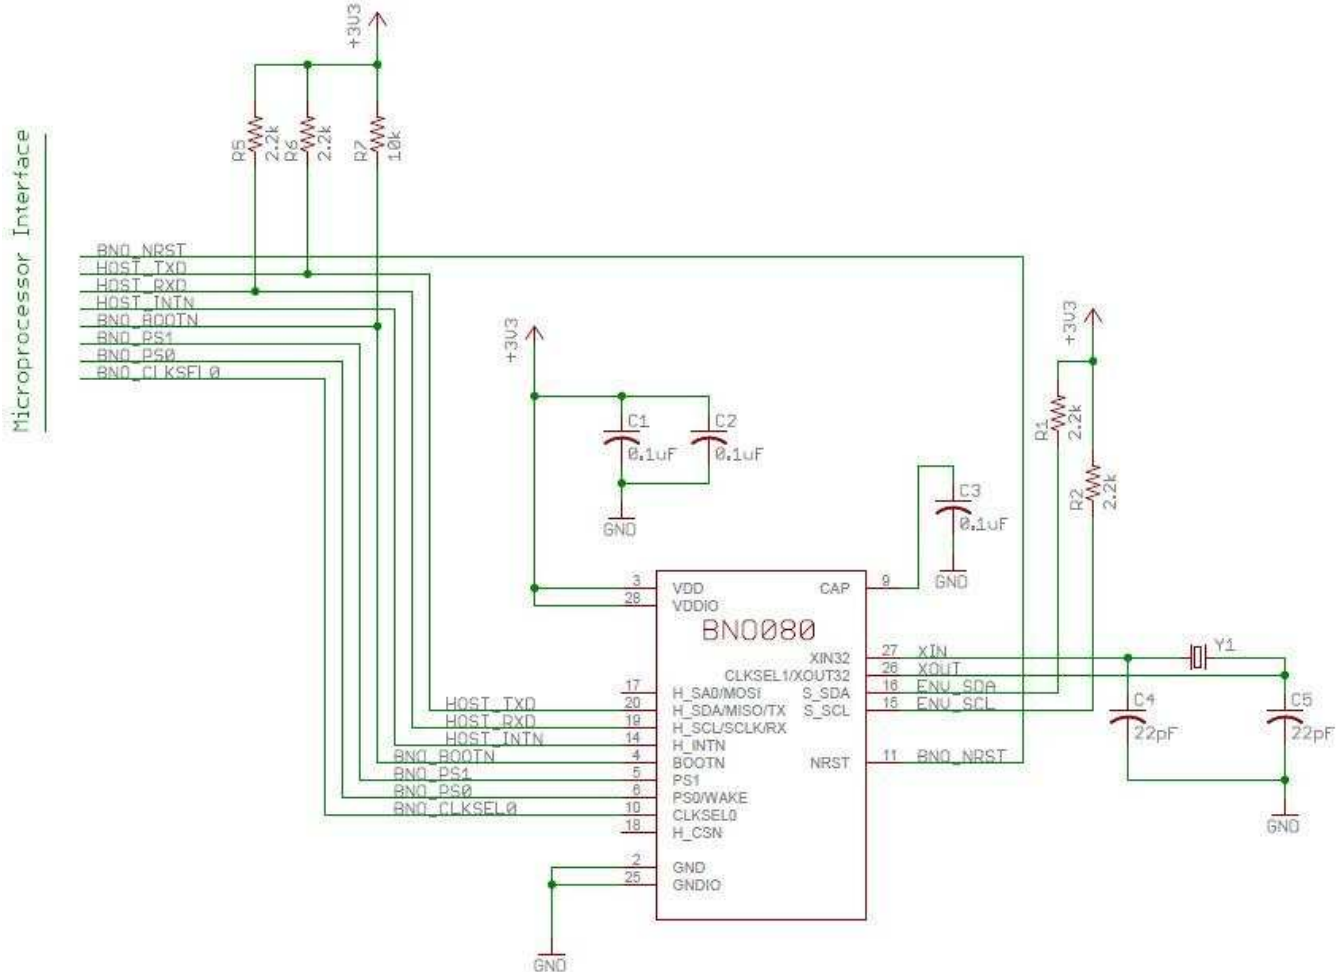 +3V3
R5
2.2k
R6
2.2k
R7
10k
Microprocessor Interface
BNO_NRST
HOST_TXD
HOST_RXD
HOST_INTN
BNO_BOOTN
BNO_PS1
BNO_PS0
BNO_CLKSEL0
+3V3
C1
0.1uF
C2
0.1uF
GND
+3V3
R1
2.2k
R2
2.2k
C3
0.1uF
GND
BNO080
3 VDD
28 VDDIO
CAP 9
XIN32 27 XIN
CLKSEL1/XOUT32 26 XOUT
17 H_SA0/MOSI S_SDA 16 ENV_SDA
HOST_TXD 20 H_SDA/MISO/TX S_SCL 15 ENV_SCL
HOST_RXD 19 H_SCL/SCLK/RX
HOST_INTN 14 H_INTN
BNO_BOOTN 4 BOOTN NRST 11 BNO_NRST
BNO_PS1 5 PS1
BNO_PS0 6 PS0/WAKE
BNO_CLKSEL0 10 CLKSEL0
18 H_CSN
2 GND
25 GNDIO
GND
Y1
C4
22pF
C5
22pF
GND